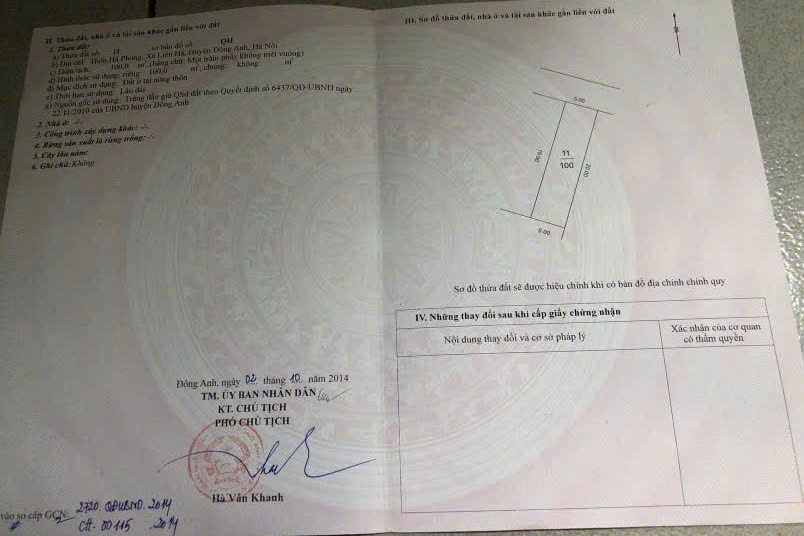 II. Thửa đất, nhà ở và tài sản khác gắn liền với đất
1. Thửa đất:
a) Thửa đất số: 11 , tờ bản đồ số: QH
b) Địa chỉ: Thôn Hà Phong, Xã Liên Hà, Huyện Đông Anh, Hà Nội
c) Diện tích: 100,0 m², (bằng chữ: Một trăm phẩy không mét vuông)
d) Hình thức sử dụng: riêng: 100,0 m², chung: không m²
đ) Mục đích sử dụng: Đất ở tại nông thôn
e) Thời hạn sử dụng: Lâu dài
g) Nguồn gốc sử dụng: Trúng đấu giá QSd đất theo Quyết định số 6437/QĐ-UBND ngày
22/11/2010 của UBND huyện Đông Anh
2. Nhà ở: -/-
3. Công trình xây dựng khác: -/-
4. Rừng sản xuất là rừng trồng: -/-
5. Cây lâu năm:
6. Ghi chú: Không
Đông Anh, ngày 02 tháng 10 năm 2014
TM. ỦY BAN NHÂN DÂN
KT. CHỦ TỊCH
PHÓ CHỦ TỊCH
Hà Văn Khanh
vào sổ cấp GCN: 2720. QĐUBND. 2014
CH. 00115 . 2014
III. Sơ đồ thửa đất, nhà ở và tài sản khác gắn liền với đất
5.00
11
100
20.00
5.00
Sơ đồ thửa đất sẽ được hiệu chỉnh khi có bản đồ địa chính chính quy
IV. Những thay đổi sau khi cấp giấy chứng nhận
Nội dung thay đổi và cơ sở pháp lý
Xác nhận của cơ quan
có thẩm quyền